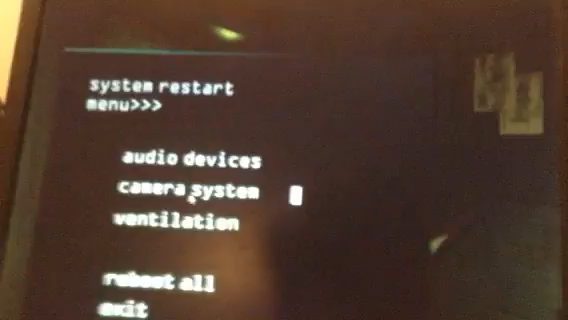 system restart
menu>>>
audio devices
camera system
ventilation
reboot all
exit